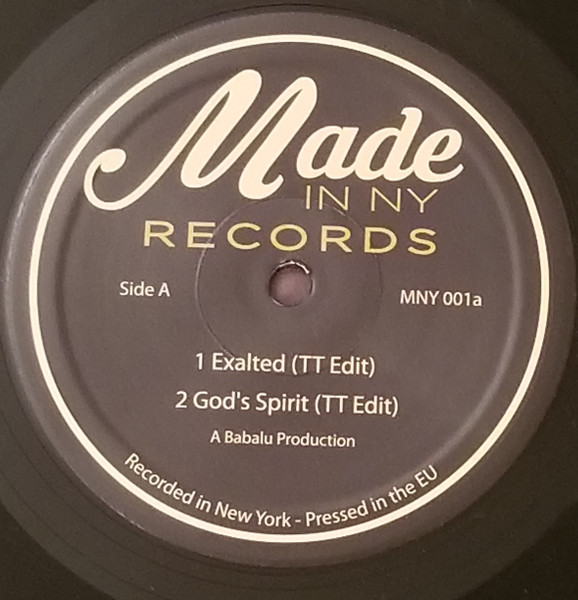 Made
IN NY
RECORDS
Side A
MNY 001a
1 Exalted (TT Edit)
2 God's Spirit (TT Edit)
A Babalu Production
Recorded in New York - Pressed in the EU